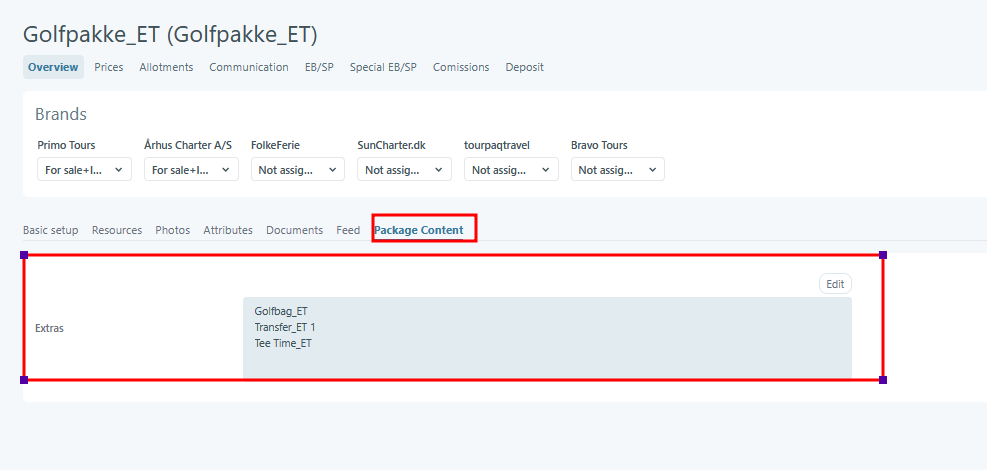 Golfpakke_ET (Golfpakke_ET)
Overview Prices Allotments Communication EB/SP Special EB/SP Comissions Deposit
Brands
Primo Tours Århus Charter A/S FolkeFerie SunCharter.dk tourpaqtravel Bravo Tours
For sale+I... For sale+I... Not assig... Not assig... Not assig... Not assig...
Basic setup Resources Photos Attributes Documents Feed Package Content
Edit
Extras
Golfbag_ET
Transfer_ET 1
Tee Time_ET